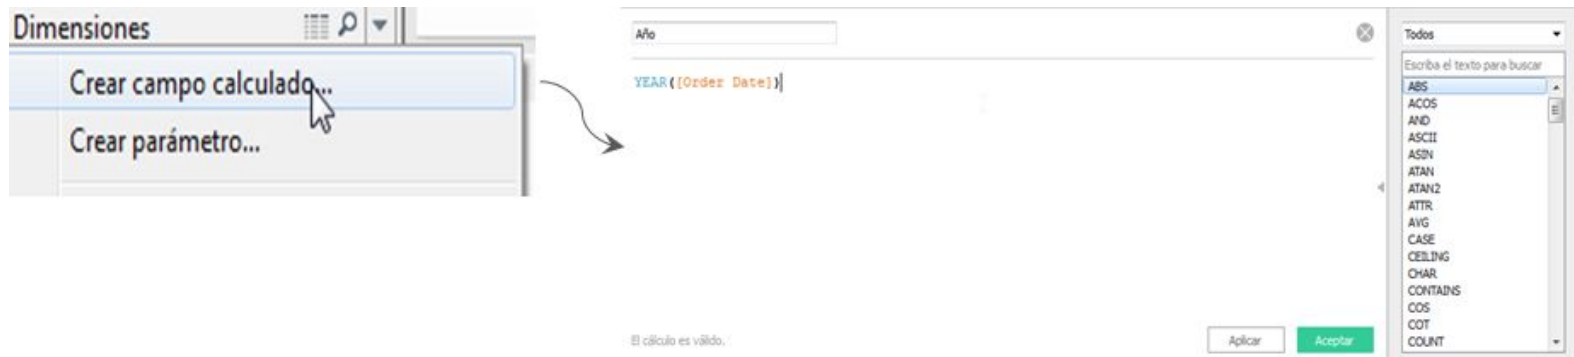 Dimensiones
Crear campo calculado...
Crear parámetro...
Año
YEAR([Order Date])
El cálculo es válido.
Aplicar
Aceptar
Todos
Escriba el texto para buscar
ABS
ACOS
AND
ASCII
ASIN
ATAN
ATAN2
ATTR
AVG
CASE
CEILING
CHAR
CONTAINS
COS
COT
COUNT